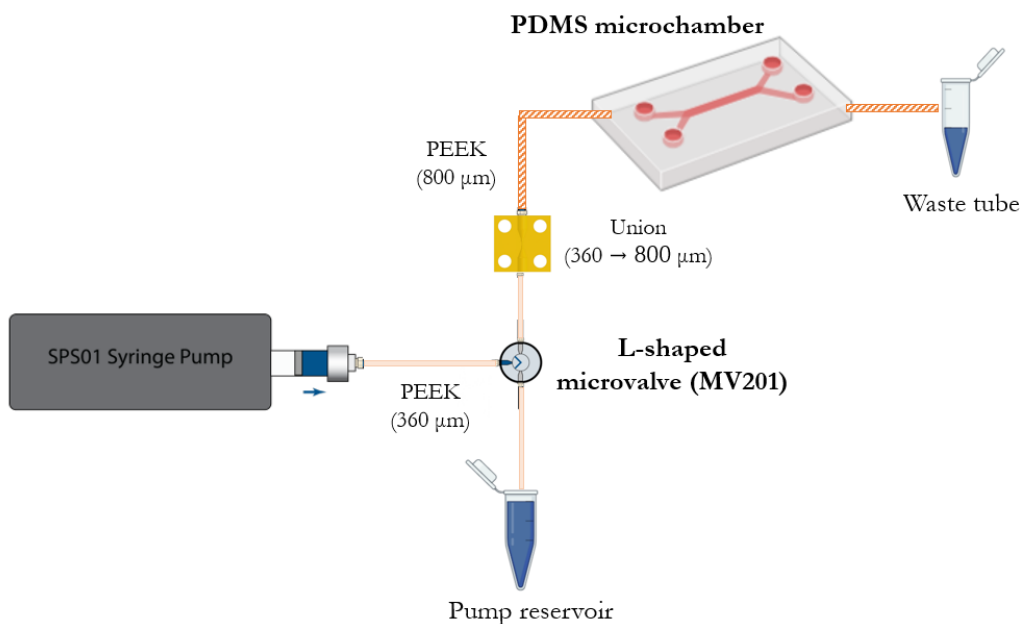 PDMS microchamber
PEEK
(800 μm)
Waste tube
Union
(360 → 800 μm)
SPS01 Syringe Pump
L-shaped
microvalve (MV201)
PEEK
(360 μm)
Pump reservoir